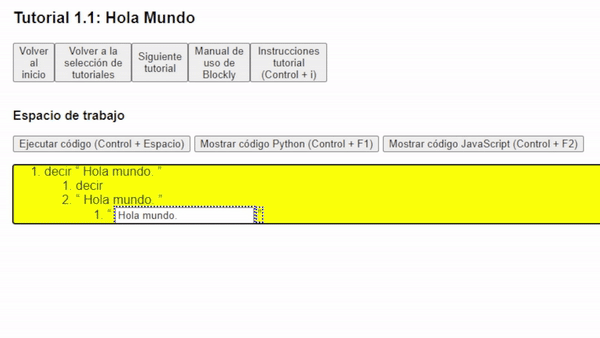 Tutorial 1.1: Hola Mundo
Volver al inicio
Volver a la selección de tutoriales
Siguiente tutorial
Manual de uso de Blockly
Instrucciones tutorial (Control + i)
Espacio de trabajo
Ejecutar código (Control + Espacio) Mostrar código Python (Control + F1) Mostrar código JavaScript (Control + F2)
1. decir “ Hola mundo. ”
1. decir
2. “ Hola mundo. ”
1. “ Hola mundo. ”